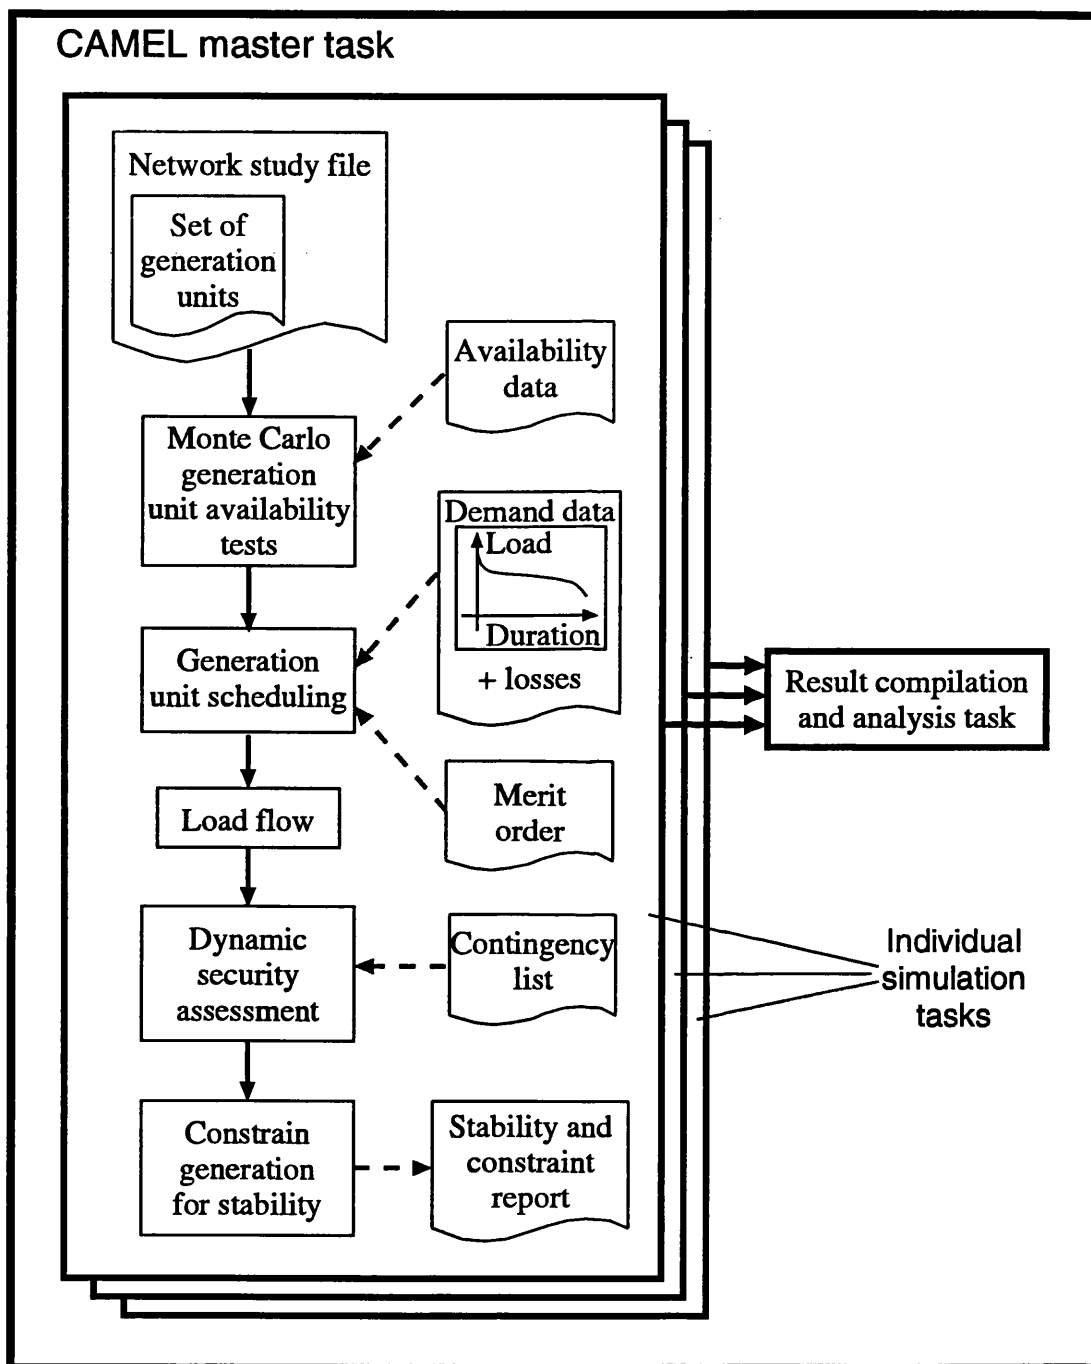 CAMEL master task
Network study file
Set of
generation
units
Availability
data
Monte Carlo
generation
unit availability
tests
Demand data
Load
Duration
+ losses
Generation
unit scheduling
Result compilation
and analysis task
Merit
order
Load flow
Dynamic
security
assessment
Contingency
list
Individual
simulation
tasks
Constrain
generation
for stability
Stability and
constraint
report